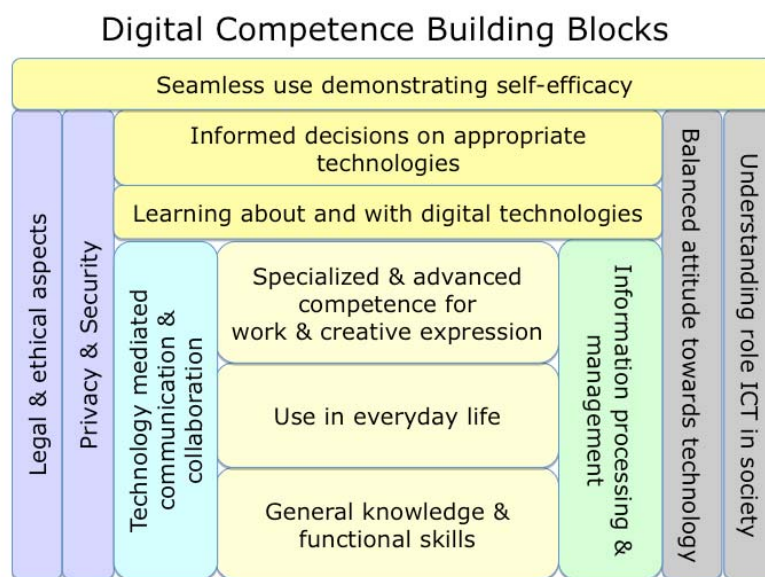 Digital Competence Building Blocks
Seamless use demonstrating self-efficacy
Legal & ethical aspects
Privacy & Security
Informed decisions on appropriate
technologies
Learning about and with digital technologies
Technology mediated
communication &
collaboration
Specialized & advanced
competence for
work & creative expression
Use in everyday life
General knowledge &
functional skills
Information processing &
management
Balanced attitude towards technology
Understanding role ICT in society